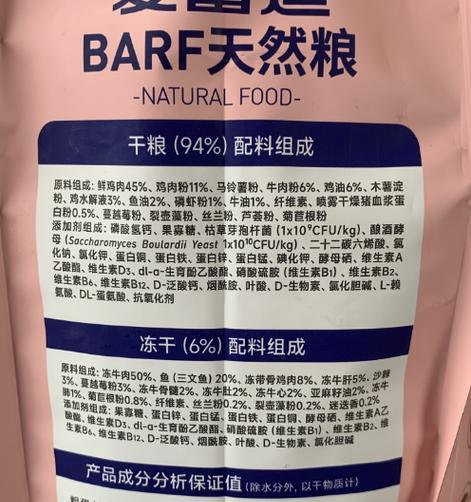 BARF天然粮
-NATURAL FOOD-
干粮(94%)配料组成
原料组成:鲜鸡肉45%、鸡肉粉11%、马铃薯粉、牛肉粉6%、鸡油6%、木薯淀
粉、鸡水解液3%、鱼油2%、磷虾粉1%、牛油1%、纤维素、喷雾干燥猪血浆蛋
白粉0.5%、蔓越莓粉、裂壶藻粉、丝兰粉、芦荟粉、菊苣根粉
添加剂组成:磷酸氢钙、果寡糖、枯草芽孢杆菌(1x10⁹CFU/kg)、酿酒酵
母(Saccharomyces Boulardii Yeast 1x10¹⁰CFU/kg)、二十二碳六烯酸、氯
化钠、氯化钾、蛋白铜、蛋白铁、蛋白锌、蛋白锰、碘化钾、酵母硒、维生素A
乙酸酯、维生素D3、dl-α-生育酚乙酸酯、硝酸硫胺(维生素B1)、维生素B2、
维生素B6、维生素B12、D-泛酸钙、烟酰胺、叶酸、D-生物素、氯化胆碱、L-赖
氨酸、DL-蛋氨酸、抗氧化剂
冻干(6%)配料组成
原料组成:冻牛肉50%、鱼(三文鱼)20%、冻带骨鸡肉8%、冻牛肝5%、沙棘
3%、蔓越莓粉3%、冻牛骨髓2%、冻牛肚2%、冻牛心2%、亚麻籽油2%、冻牛
肺1%、菊苣根粉0.8%、纤维素、丝兰粉0.2%、裂壶藻粉0.2%、迷迭香0.2%
添加剂组成:果寡糖、蛋白锌、蛋白锰、蛋白铁、蛋白铜、酵母硒、维生素A乙
酸酯、维生素D3、dl-α-生育酚乙酸酯、硝酸硫胺(维生素B1)、维生素B2、维
生素B6、维生素B12、D-泛酸钙、烟酰胺、叶酸、D-生物素、氯化胆碱
产品成分分析保证值(除水分外,以干物质计)